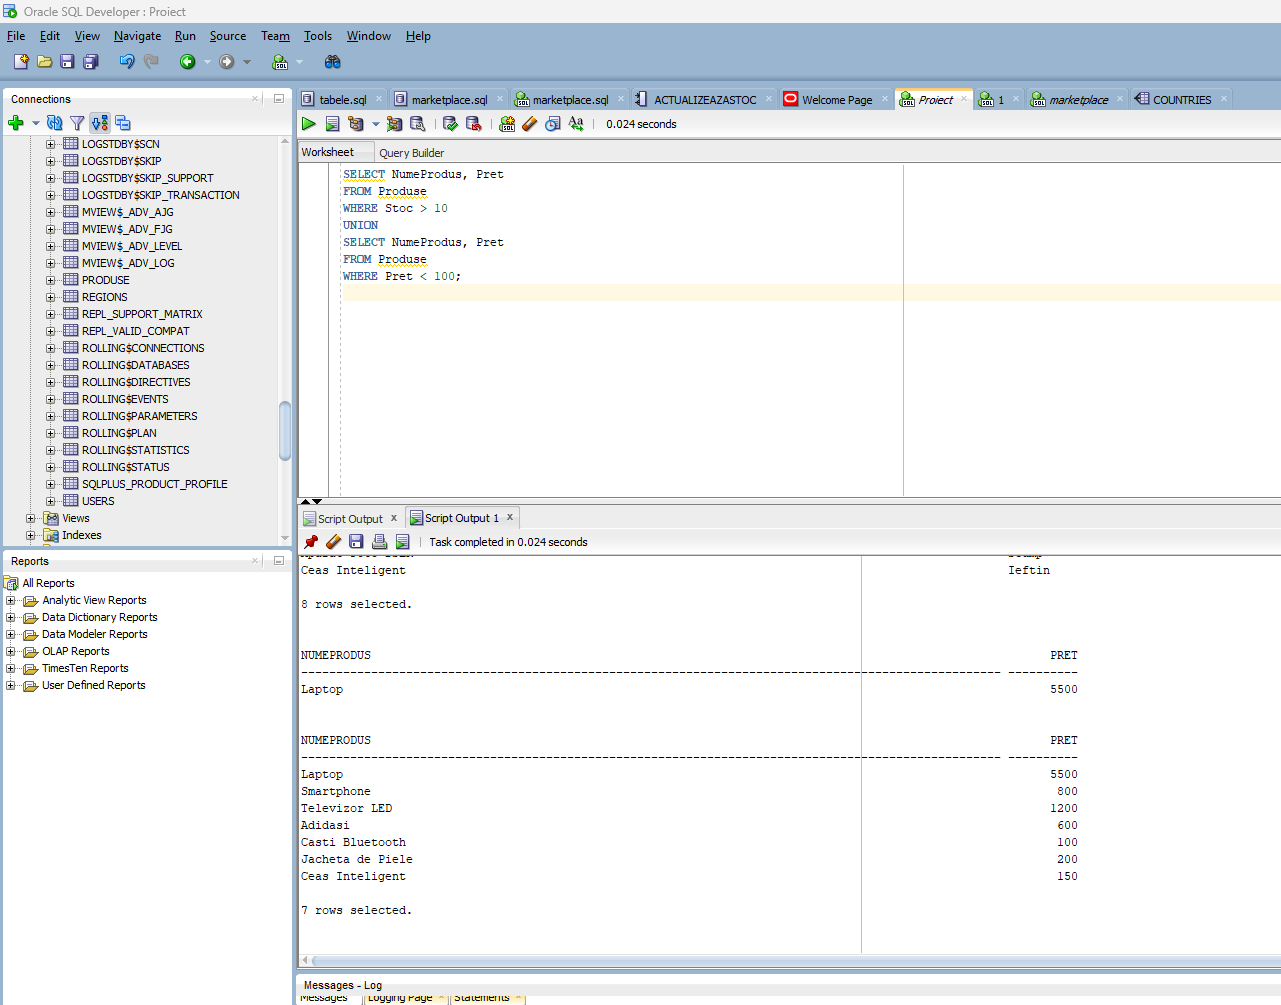 Oracle SQL Developer : Proiect
File Edit View Navigate Run Source Team Tools Window Help
Connections
LOGSTDBY$SCN
LOGSTDBY$SKIP
LOGSTDBY$SKIP_SUPPORT
LOGSTDBY$SKIP_TRANSACTION
MVIEW$_ADV_AJG
MVIEW$_ADV_FJG
MVIEW$_ADV_LEVEL
MVIEW$_ADV_LOG
PRODUSE
REGIONS
REPL_SUPPORT_MATRIX
REPL_VALID_COMPAT
ROLLING$CONNECTIONS
ROLLING$DATABASES
ROLLING$DIRECTIVES
ROLLING$EVENTS
ROLLING$PARAMETERS
ROLLING$PLAN
ROLLING$STATISTICS
ROLLING$STATUS
SQLPLUS_PRODUCT_PROFILE
USERS
Views
Indexes
Reports
All Reports
Analytic View Reports
Data Dictionary Reports
Data Modeler Reports
OLAP Reports
TimesTen Reports
User Defined Reports
tabele.sql marketplace.sql marketplace.sql ACTUALIZEAZASTOC Welcome Page Proiect 1 marketplace COUNTRIES
0.024 seconds
Worksheet Query Builder
SELECT NumeProdus, Pret
FROM Produse
WHERE Stoc > 10
UNION
SELECT NumeProdus, Pret
FROM Produse
WHERE Pret < 100;
Script Output Script Output 1
Task completed in 0.024 seconds
Ceas Inteligent Ieftin
8 rows selected.
NUMEPRODUS PRET
Laptop 5500
NUMEPRODUS PRET
Laptop 5500
Smartphone 800
Televizor LED 1200
Adidasi 600
Casti Bluetooth 100
Jacheta de Piele 200
Ceas Inteligent 150
7 rows selected.
Messages - Log
Messages Logging Page Statements